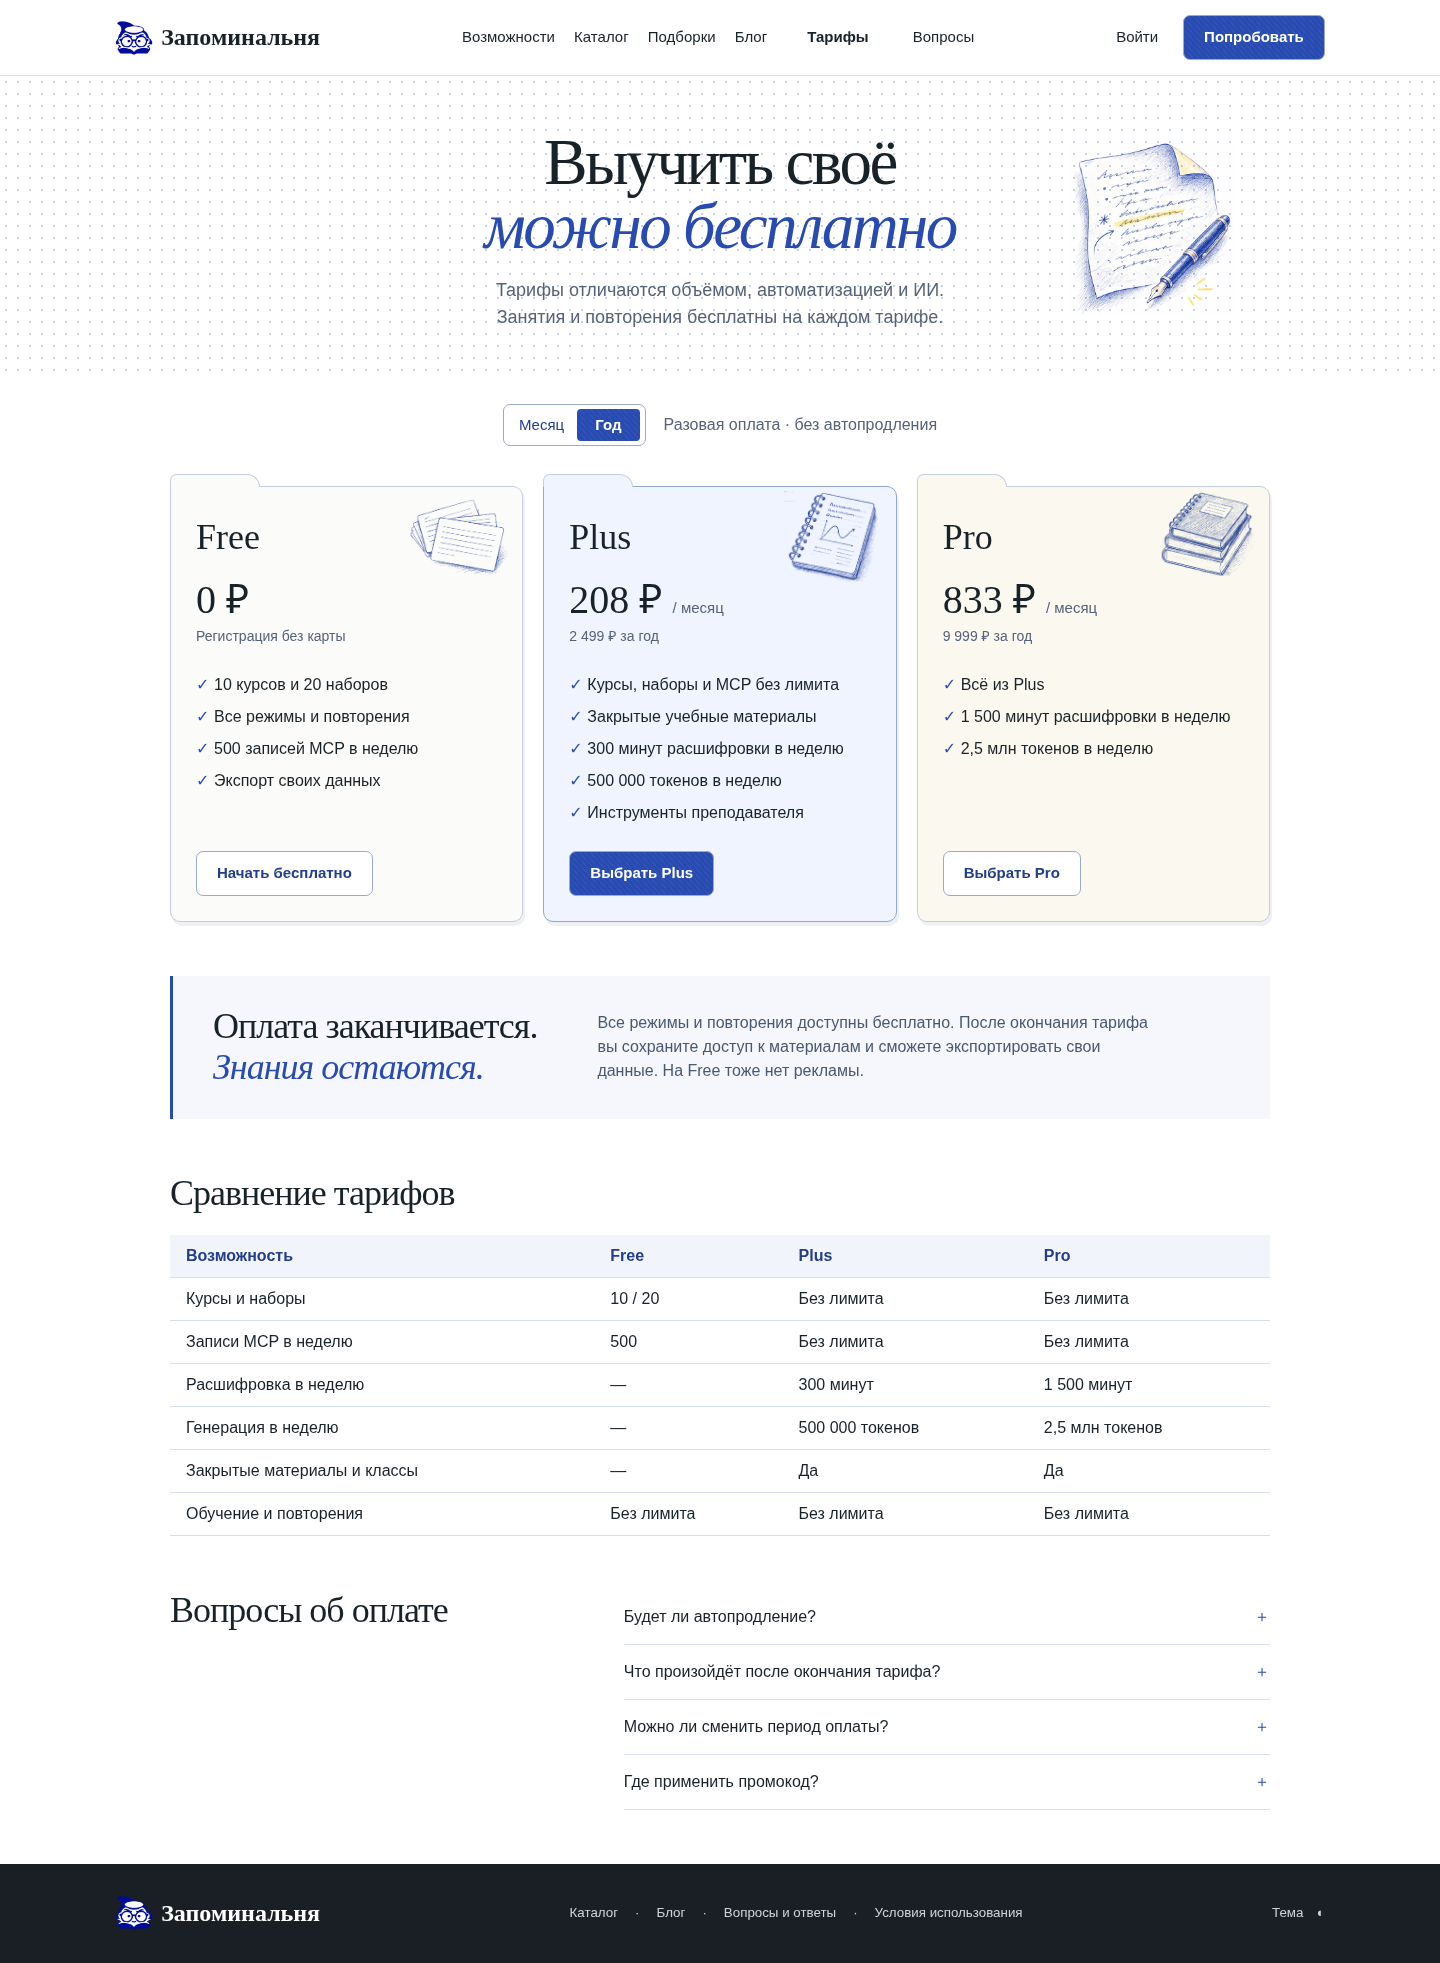 Запоминальня
Возможности Каталог Подборки Блог Тарифы Вопросы
Войти Попробовать
Выучить своё
можно бесплатно
Тарифы отличаются объёмом, автоматизацией и ИИ.
Занятия и повторения бесплатны на каждом тарифе.
Месяц Год Разовая оплата · без автопродления
Free
0 ₽
Регистрация без карты
✓ 10 курсов и 20 наборов
✓ Все режимы и повторения
✓ 500 записей MCP в неделю
✓ Экспорт своих данных
Начать бесплатно
Plus
208 ₽ / месяц
2 499 ₽ за год
✓ Курсы, наборы и MCP без лимита
✓ Закрытые учебные материалы
✓ 300 минут расшифровки в неделю
✓ 500 000 токенов в неделю
✓ Инструменты преподавателя
Выбрать Plus
Pro
833 ₽ / месяц
9 999 ₽ за год
✓ Всё из Plus
✓ 1 500 минут расшифровки в неделю
✓ 2,5 млн токенов в неделю
Выбрать Pro
Оплата заканчивается.
Знания остаются.
Все режимы и повторения доступны бесплатно. После окончания тарифа
вы сохраните доступ к материалам и сможете экспортировать свои
данные. На Free тоже нет рекламы.
Сравнение тарифов
Возможность Free Plus Pro
Курсы и наборы 10 / 20 Без лимита Без лимита
Записи MCP в неделю 500 Без лимита Без лимита
Расшифровка в неделю — 300 минут 1 500 минут
Генерация в неделю — 500 000 токенов 2,5 млн токенов
Закрытые материалы и классы — Да Да
Обучение и повторения Без лимита Без лимита Без лимита
Вопросы об оплате
Будет ли автопродление? +
Что произойдёт после окончания тарифа? +
Можно ли сменить период оплаты? +
Где применить промокод? +
Запоминальня
Каталог · Блог · Вопросы и ответы · Условия использования
Тема